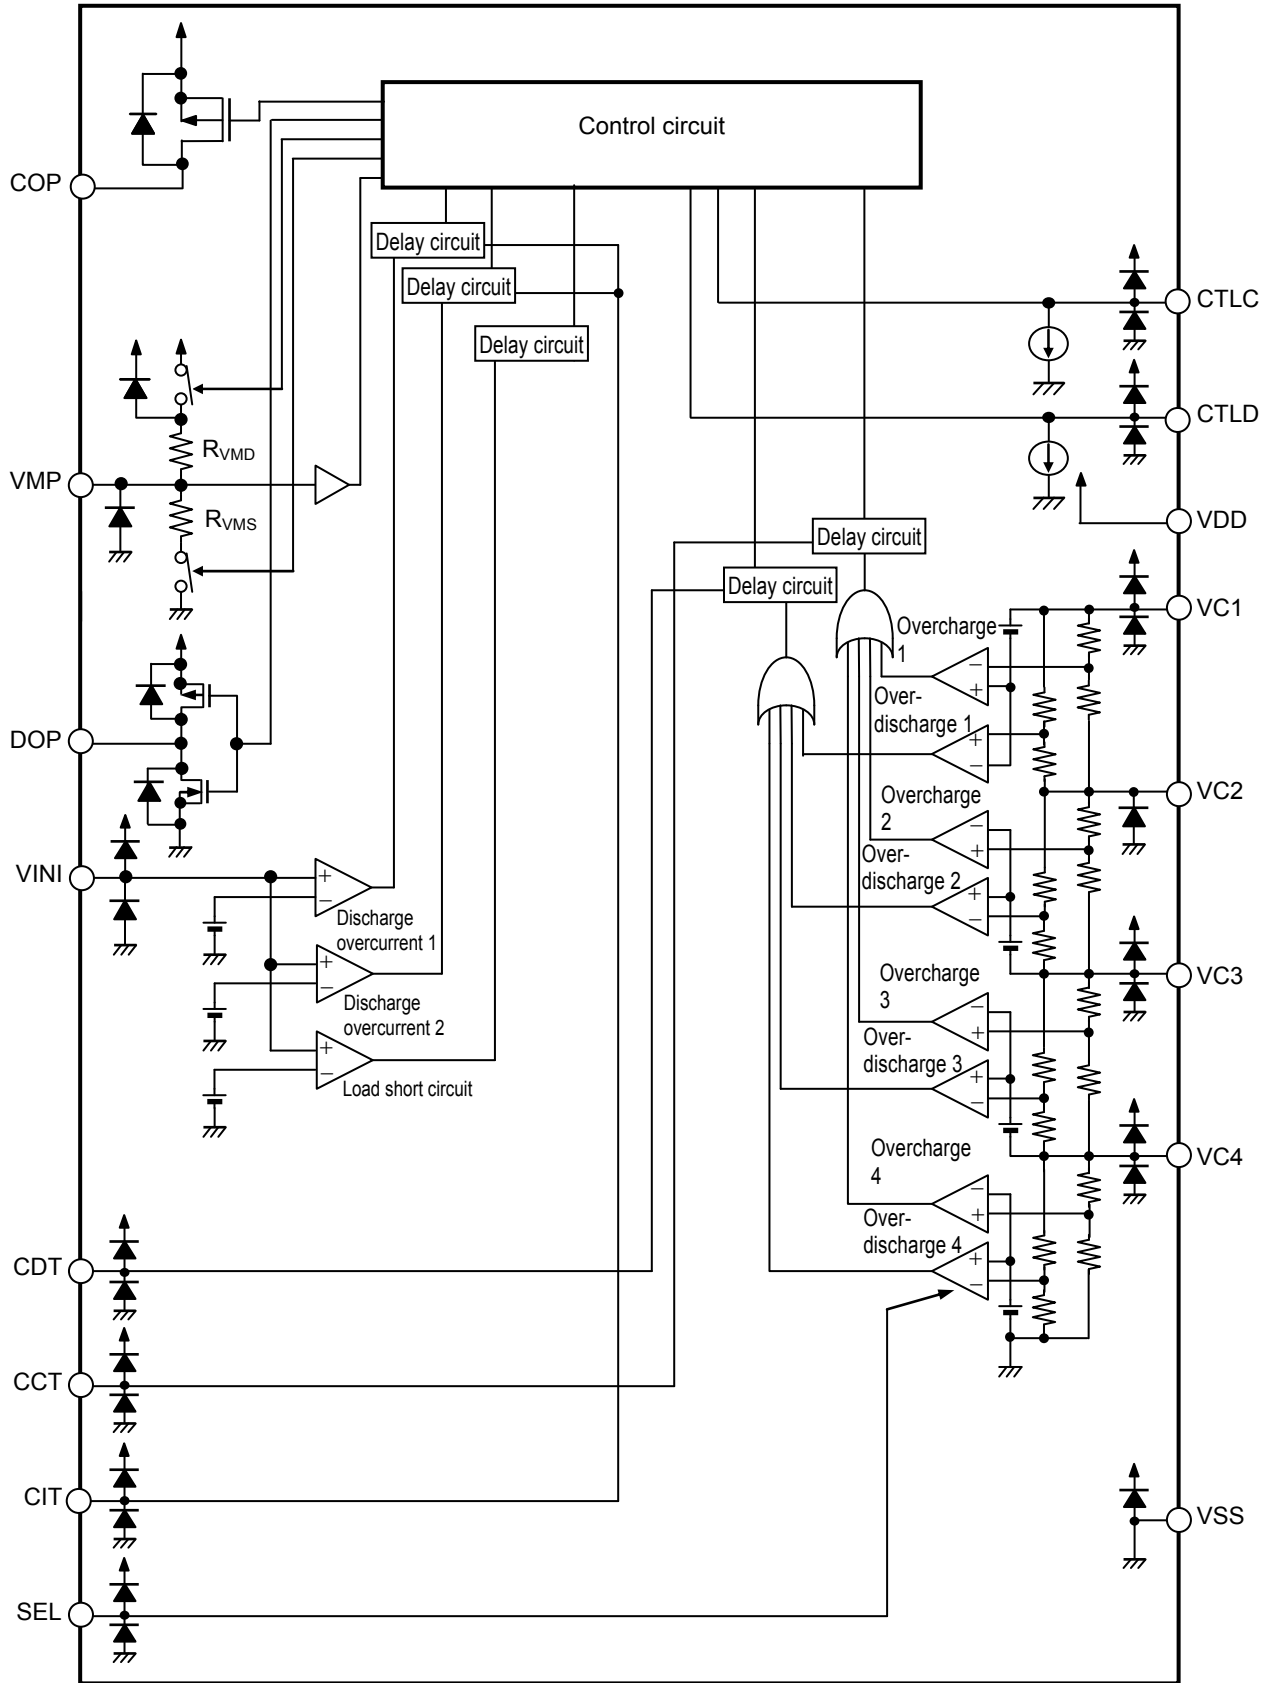 Control circuit
COP
Delay circuit
Delay circuit
Delay circuit
CTLC
CTLD
RVMD
VMP
RVMS
VDD
Delay circuit
Delay circuit
VC1
Overcharge
1
Over-
discharge 1
DOP
VC2
Overcharge
2
Over-
discharge 2
VINI
+
−
Discharge
overcurrent 1
+
−
Discharge
overcurrent 2
+
−
Load short circuit
−
+
+
−
−
+
+
−
VC3
Overcharge
3
Over-
discharge 3
−
+
+
−
VC4
Overcharge
4
Over-
discharge 4
−
+
+
−
CDT
CCT
CIT
VSS
SEL